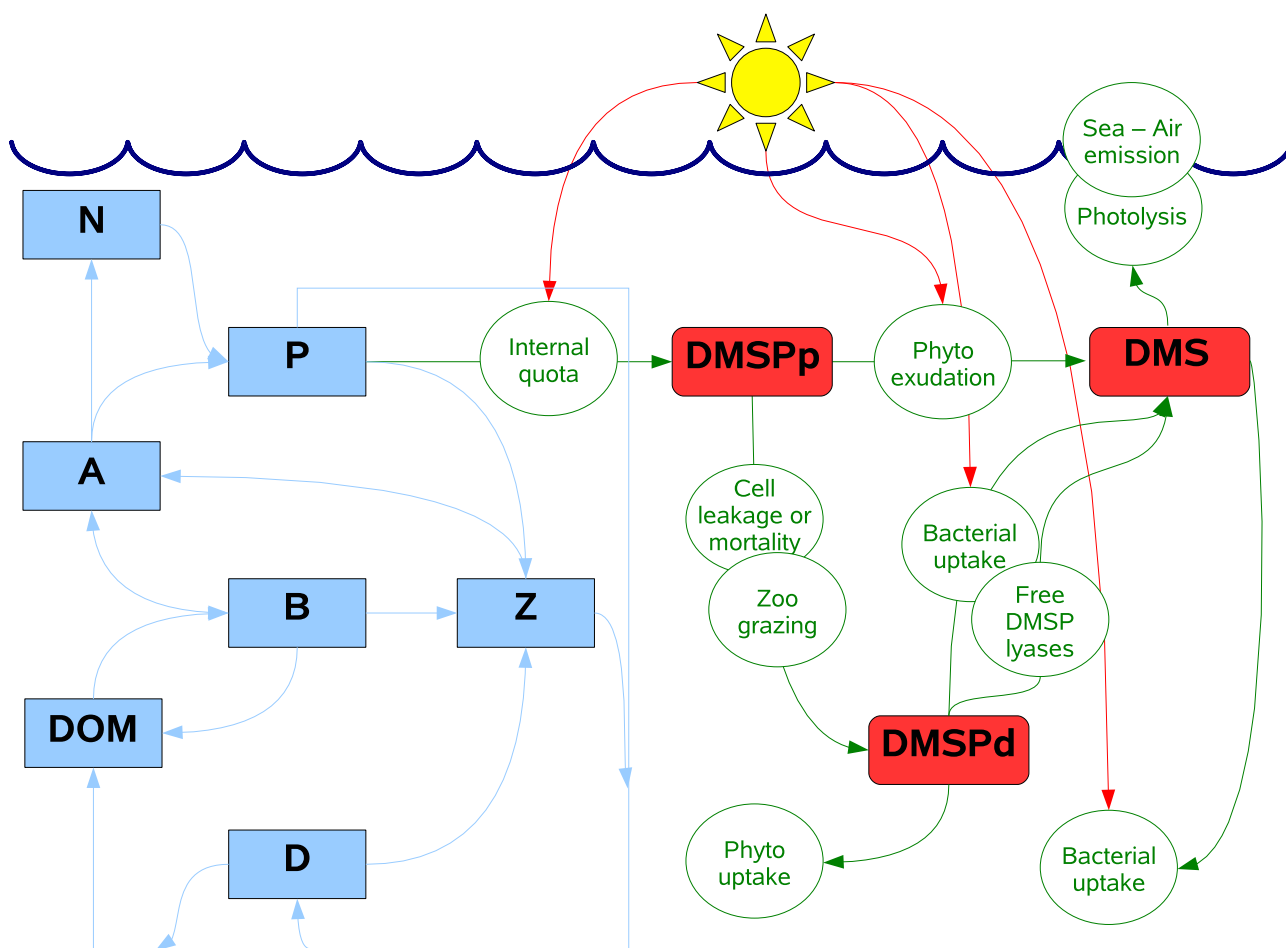 Sea – Air
emission
Photolysis
N
P
Internal
quota
DMSPp
Phyto
exudation
DMS
A
Cell
leakage or
mortality
Bacterial
uptake
B
Z
Zoo
grazing
Free
DMSP
lyases
DOM
DMSPd
D
Phyto
uptake
Bacterial
uptake